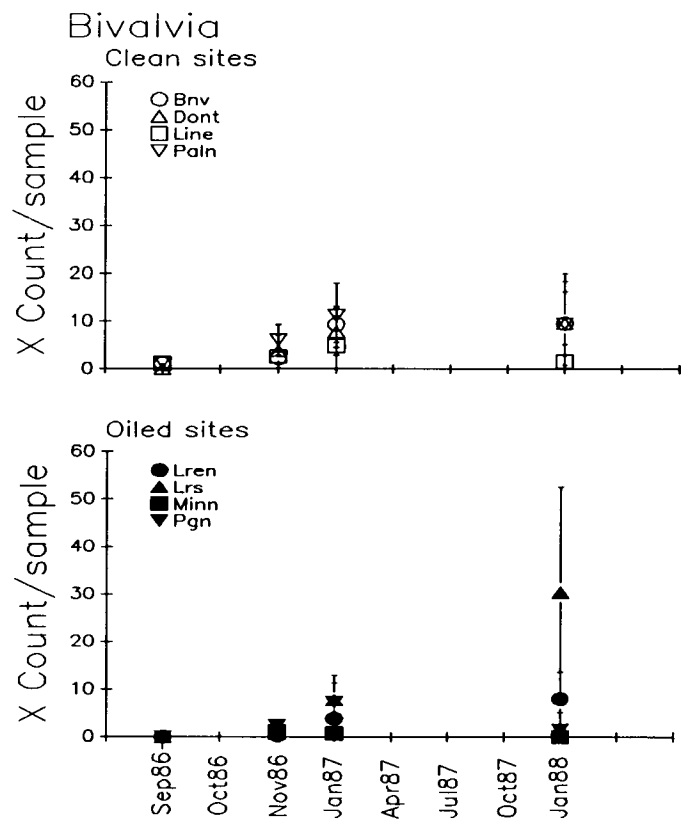 Bivalvia
Clean sites
60
50
40
30
20
10
0
X Count/sample
Bnv
Dont
Line
Paln
Oiled sites
60
50
40
30
20
10
0
X Count/sample
Lren
Lrs
Minn
Pgn
Sep86
Oct86
Nov86
Jan87
Apr87
Jul87
Oct87
Jan88